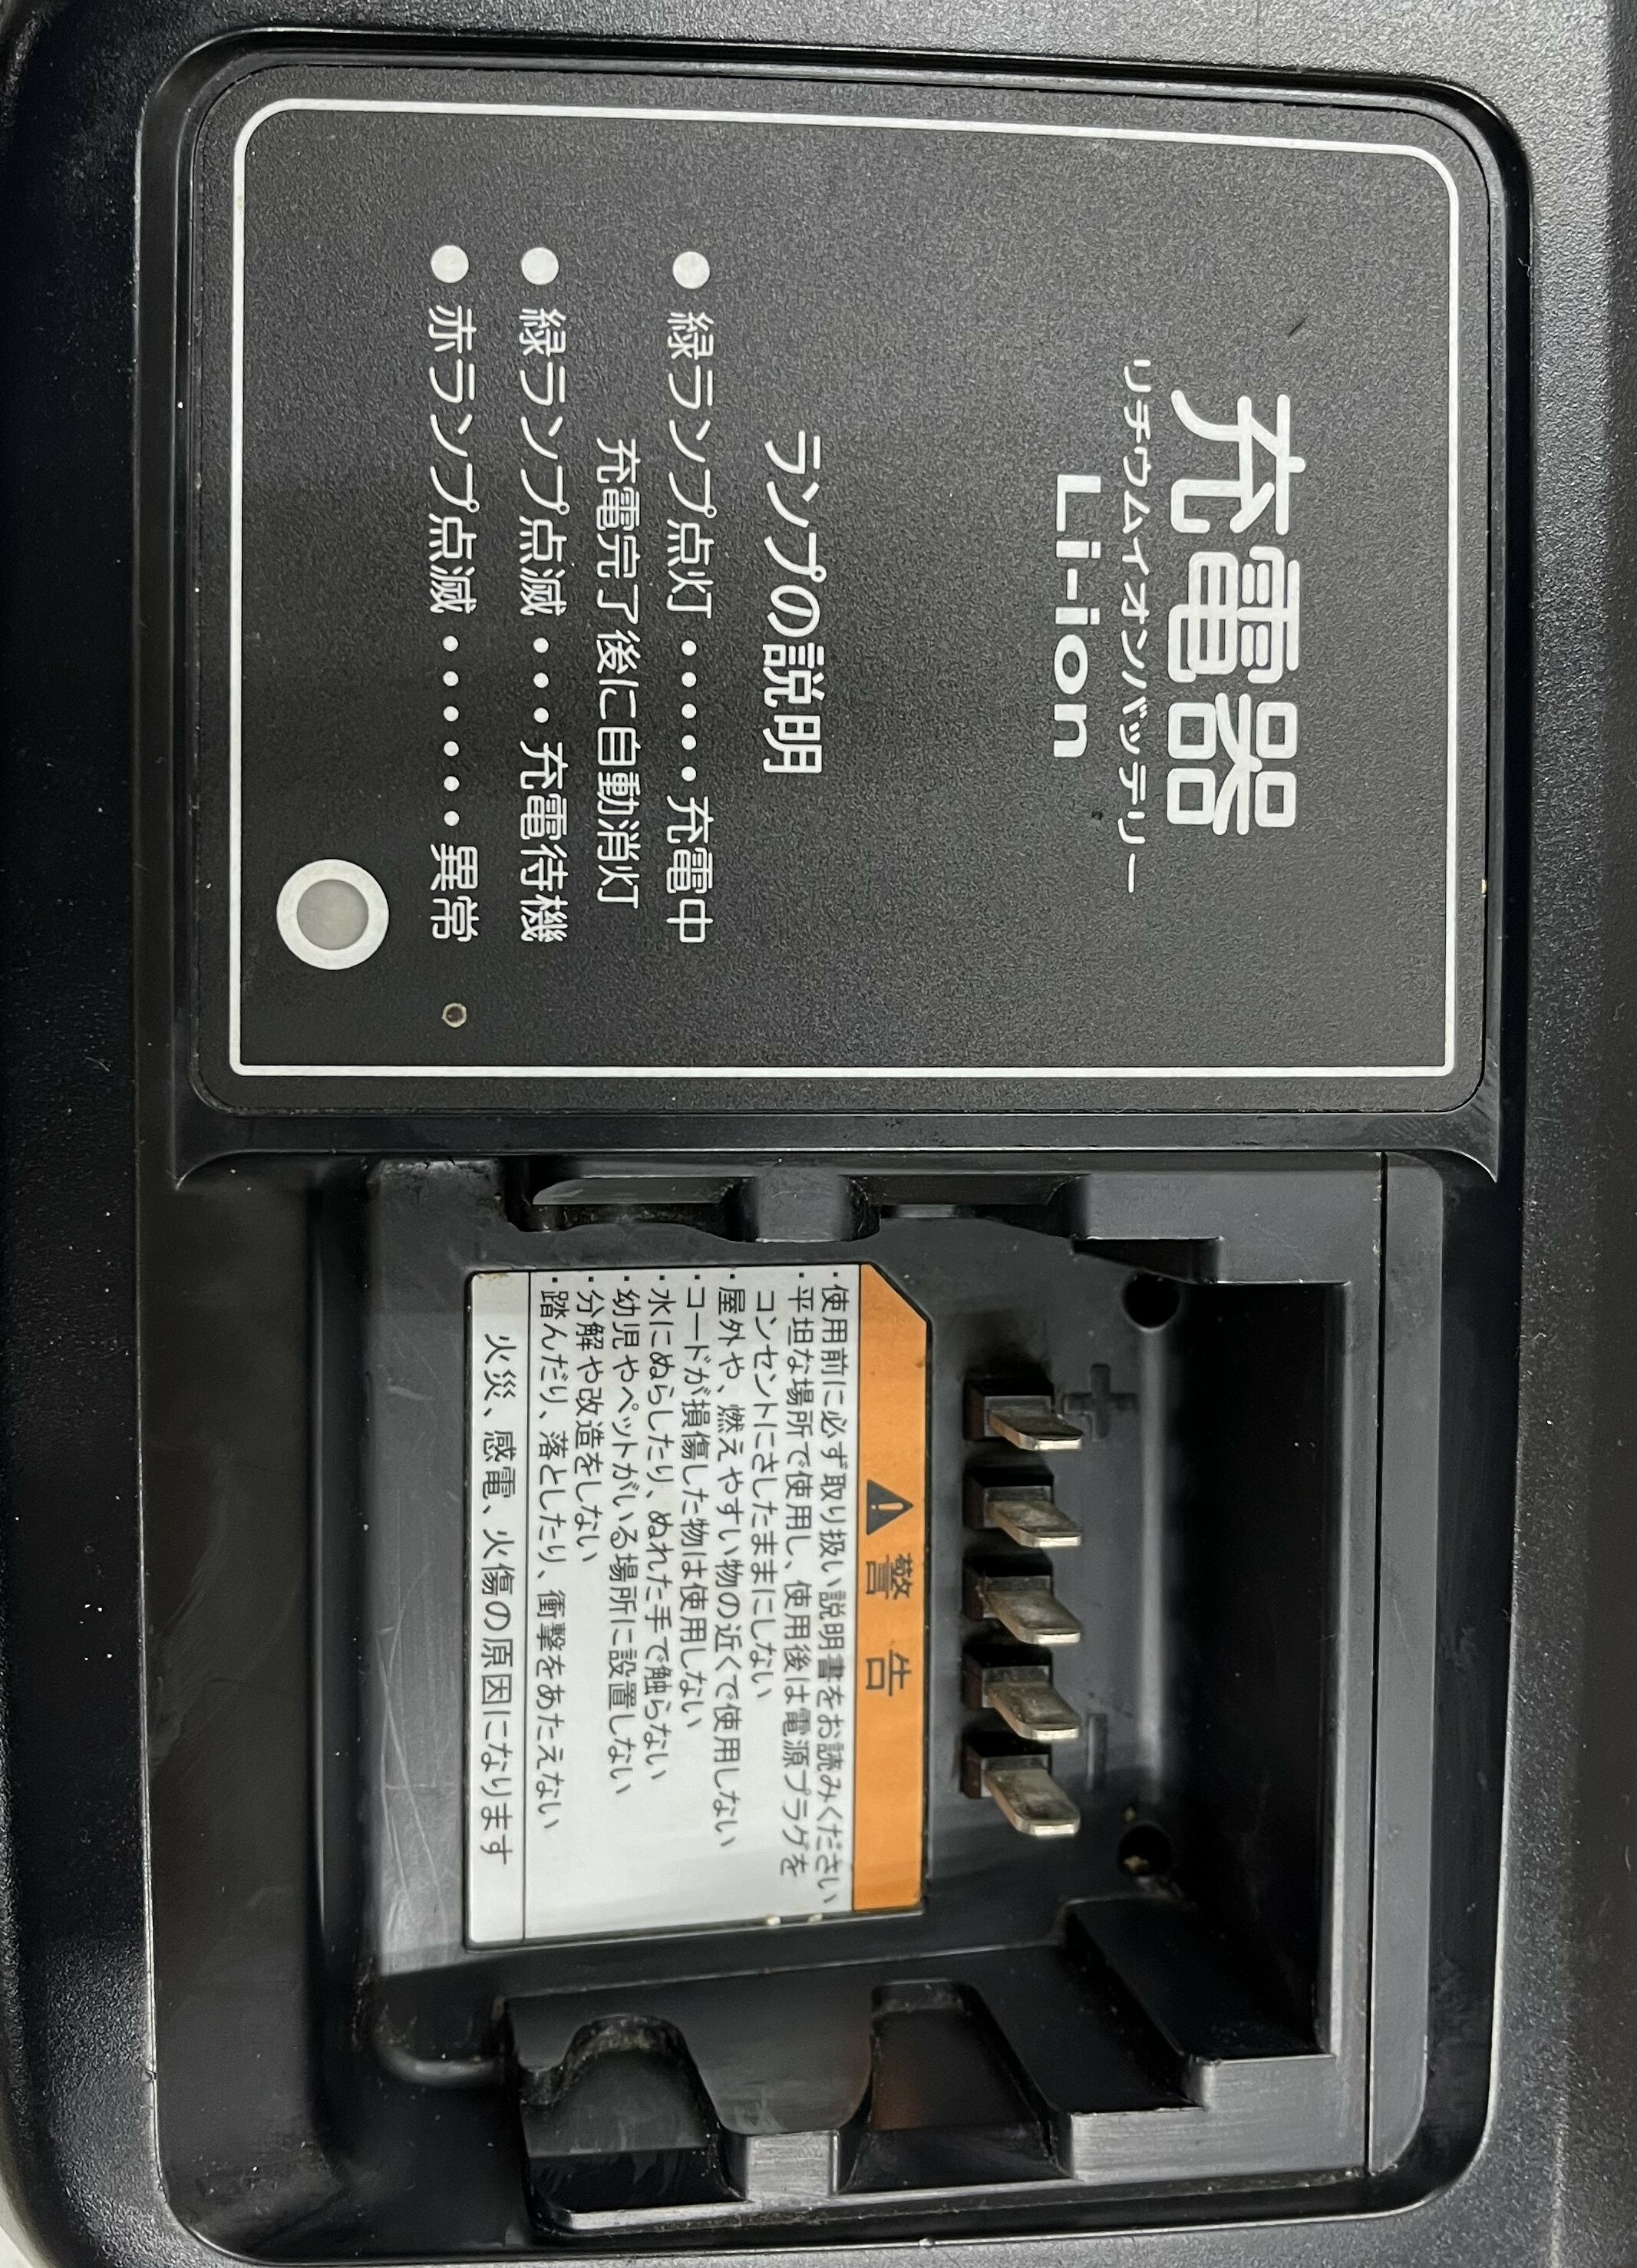 充電器
リチウムイオンバッテリー
Li-ion
ランプの説明
● 緑ランプ点灯・・・・・充電中
充電完了後に自動消灯
● 緑ランプ点滅・・・充電待機
● 赤ランプ点滅・・・・・・異常
+
−
⚠ 警告
・使用前に必ず取り扱い説明書をお読みください
・平坦な場所で使用し、使用後は電源プラグを
コンセントにさしたままにしない
・屋外や、燃えやすい物の近くで使用しない
・コードが損傷した物は使用しない
・水にぬらしたり、ぬれた手で触らない
・幼児やペットがいる場所に設置しない
・分解や改造をしない
・踏んだり、落としたり、衝撃をあたえない
火災、感電、火傷の原因になります